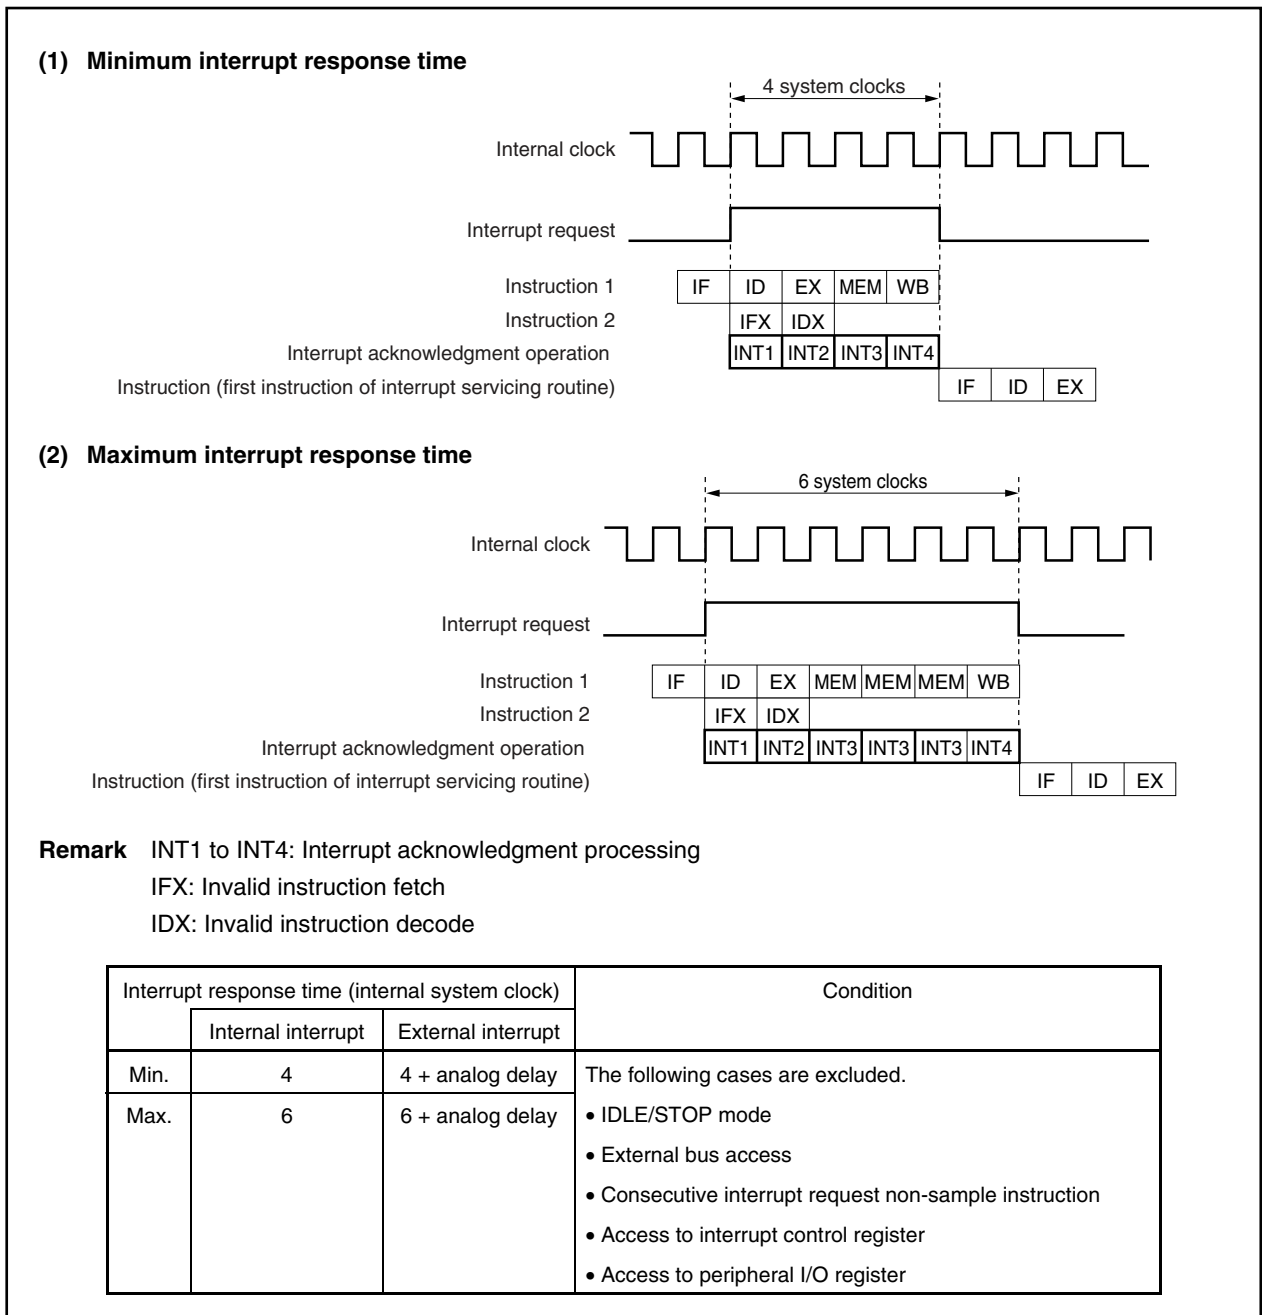 (1) Minimum interrupt response time
4 system clocks
Internal clock
Interrupt request
Instruction 1 IF ID EX MEM WB
Instruction 2 IFX IDX
Interrupt acknowledgment operation INT1 INT2 INT3 INT4
Instruction (first instruction of interrupt servicing routine) IF ID EX
(2) Maximum interrupt response time
6 system clocks
Internal clock
Interrupt request
Instruction 1 IF ID EX MEM MEM MEM WB
Instruction 2 IFX IDX
Interrupt acknowledgment operation INT1 INT2 INT3 INT3 INT3 INT4
Instruction (first instruction of interrupt servicing routine) IF ID EX
Remark INT1 to INT4: Interrupt acknowledgment processing
IFX: Invalid instruction fetch
IDX: Invalid instruction decode
Interrupt response time (internal system clock) Condition
Internal interrupt External interrupt
Min. 4 4 + analog delay The following cases are excluded.
Max. 6 6 + analog delay • IDLE/STOP mode
• External bus access
• Consecutive interrupt request non-sample instruction
• Access to interrupt control register
• Access to peripheral I/O register